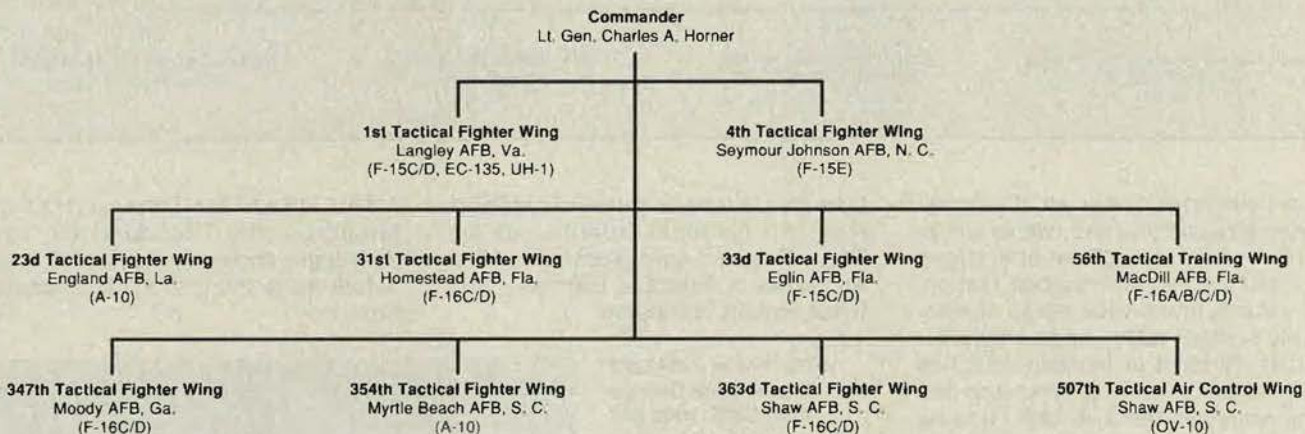 Commander
Lt. Gen. Charles A. Horner
1st Tactical Fighter Wing
Langley AFB, Va.
(F-15C/D, EC-135, UH-1)
4th Tactical Fighter Wing
Seymour Johnson AFB, N. C.
(F-15E)
23d Tactical Fighter Wing
England AFB, La.
(A-10)
31st Tactical Fighter Wing
Homestead AFB, Fla.
(F-16C/D)
33d Tactical Fighter Wing
Eglin AFB, Fla.
(F-15C/D)
56th Tactical Training Wing
MacDill AFB, Fla.
(F-16A/B/C/D)
347th Tactical Fighter Wing
Moody AFB, Ga.
(F-16C/D)
354th Tactical Fighter Wing
Myrtle Beach AFB, S. C.
(A-10)
363d Tactical Fighter Wing
Shaw AFB, S. C.
(F-16C/D)
507th Tactical Air Control Wing
Shaw AFB, S. C.
(OV-10)